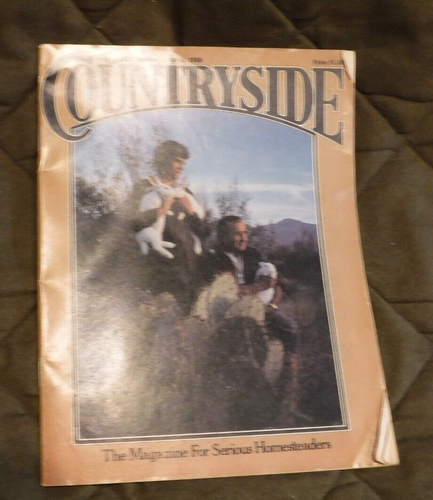 COUNTRYSIDE
The Magazine For Serious Homesteaders